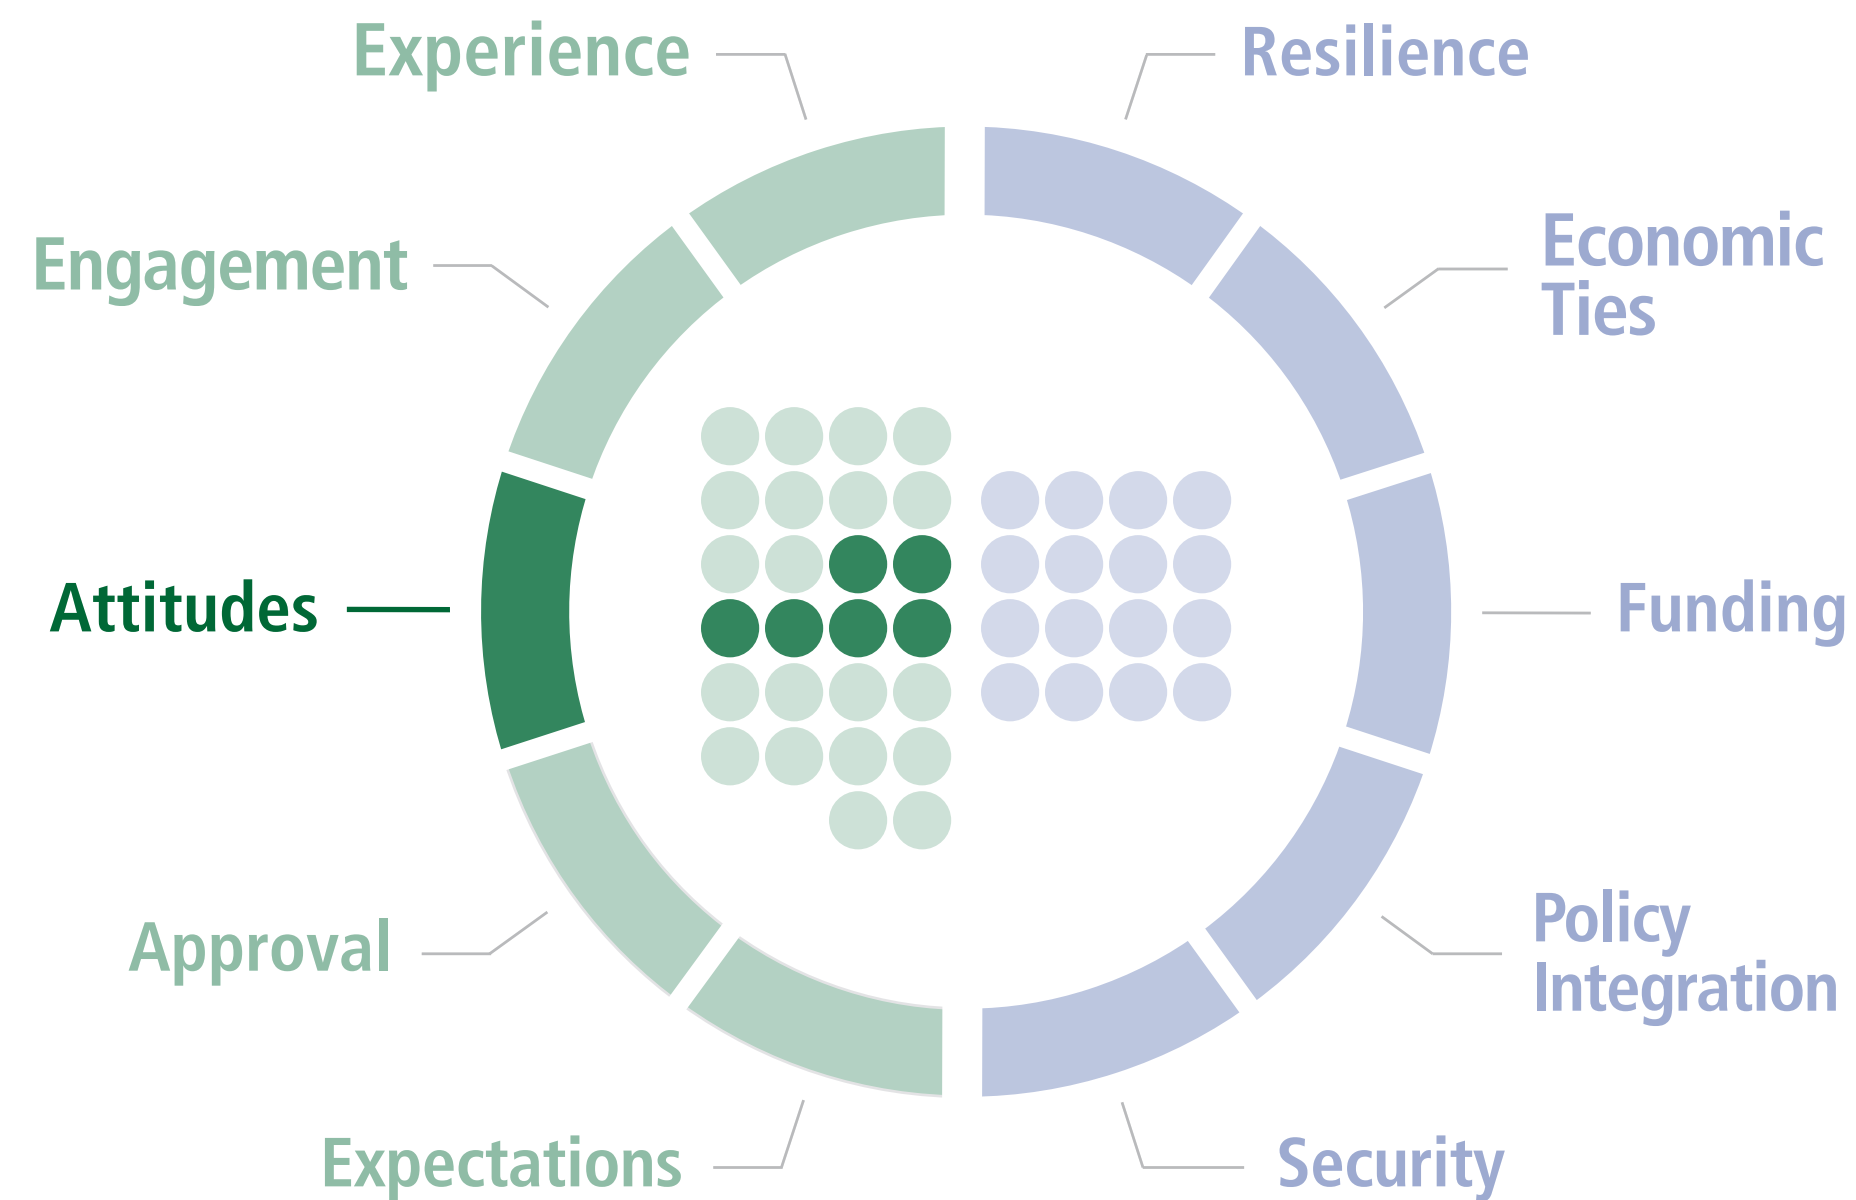 Experience
Resilience
Engagement
Economic
Ties
Attitudes
Funding
Approval
Policy
Integration
Expectations
Security